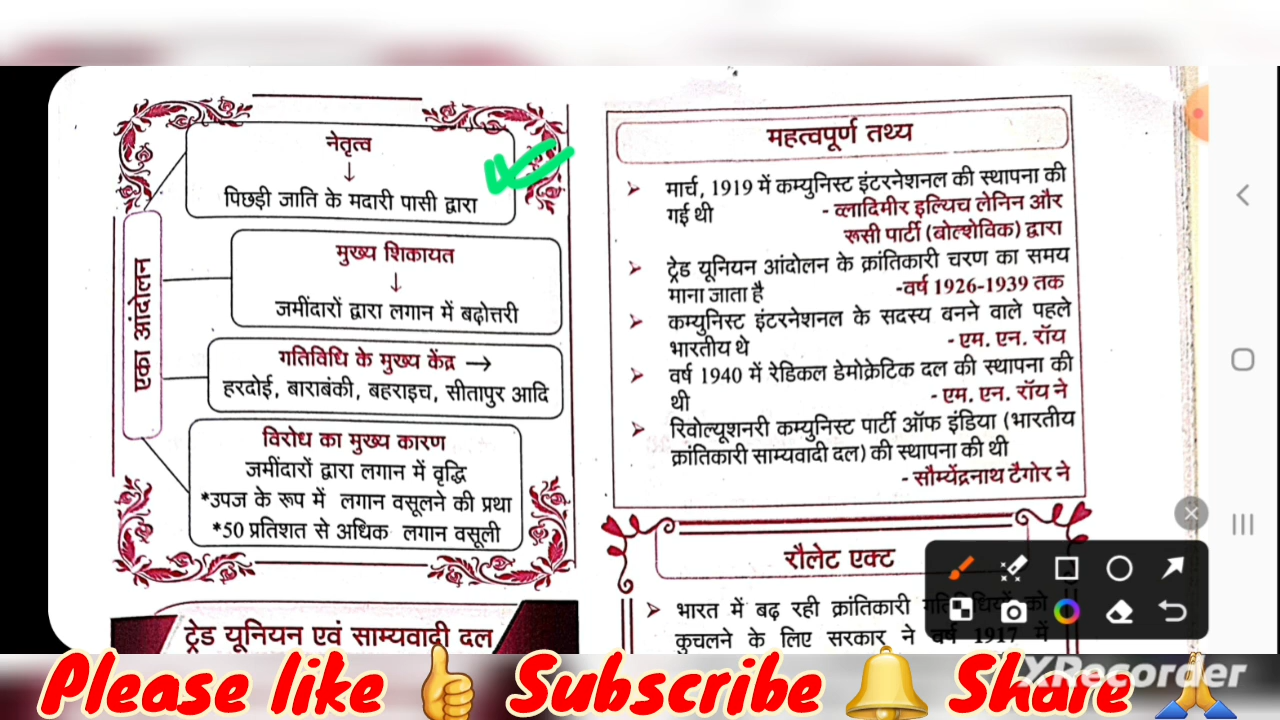 नेतृत्व
↓
पिछड़ी जाति के मदारी पासी द्वारा
एका आंदोलन
मुख्य शिकायत
↓
जमींदारों द्वारा लगान में बढ़ोत्तरी
गतिविधि के मुख्य केंद्र →
हरदोई, बाराबंकी, बहराइच, सीतापुर आदि
विरोध का मुख्य कारण
जमींदारों द्वारा लगान में वृद्धि
*उपज के रूप में लगान वसूलने की प्रथा
*50 प्रतिशत से अधिक लगान वसूली
ट्रेड यूनियन एवं साम्यवादी दल
महत्वपूर्ण तथ्य
➤ मार्च, 1919 में कम्युनिस्ट इंटरनेशनल की स्थापना की
गई थी - व्लादिमीर इल्यिच लेनिन और
रूसी पार्टी (बोल्शेविक) द्वारा
➤ ट्रेड यूनियन आंदोलन के क्रांतिकारी चरण का समय
माना जाता है -वर्ष 1926-1939 तक
➤ कम्युनिस्ट इंटरनेशनल के सदस्य बनने वाले पहले
भारतीय थे - एम. एन. रॉय
➤ वर्ष 1940 में रेडिकल डेमोक्रेटिक दल की स्थापना की
थी - एम. एन. रॉय ने
➤ रिवोल्यूशनरी कम्युनिस्ट पार्टी ऑफ इंडिया (भारतीय
क्रांतिकारी साम्यवादी दल) की स्थापना की थी
- सौम्येंद्रनाथ टैगोर ने
रौलेट एक्ट
➤ भारत में बढ़ रही क्रांतिकारी गतिविधियों को
कुचलने के लिए सरकार ने वर्ष 1917 में
Please like 👍 Subscribe 🔔 Share 🙏
XRecorder